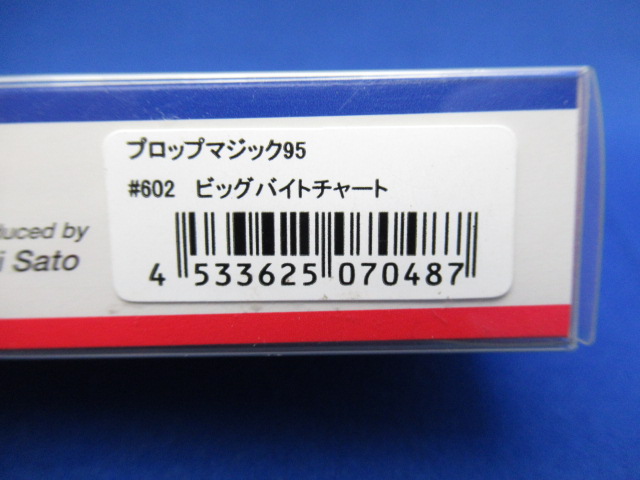 プロップマジック95
#602 ビッグバイトチャート
4 533625 070487
duced by
i Sato